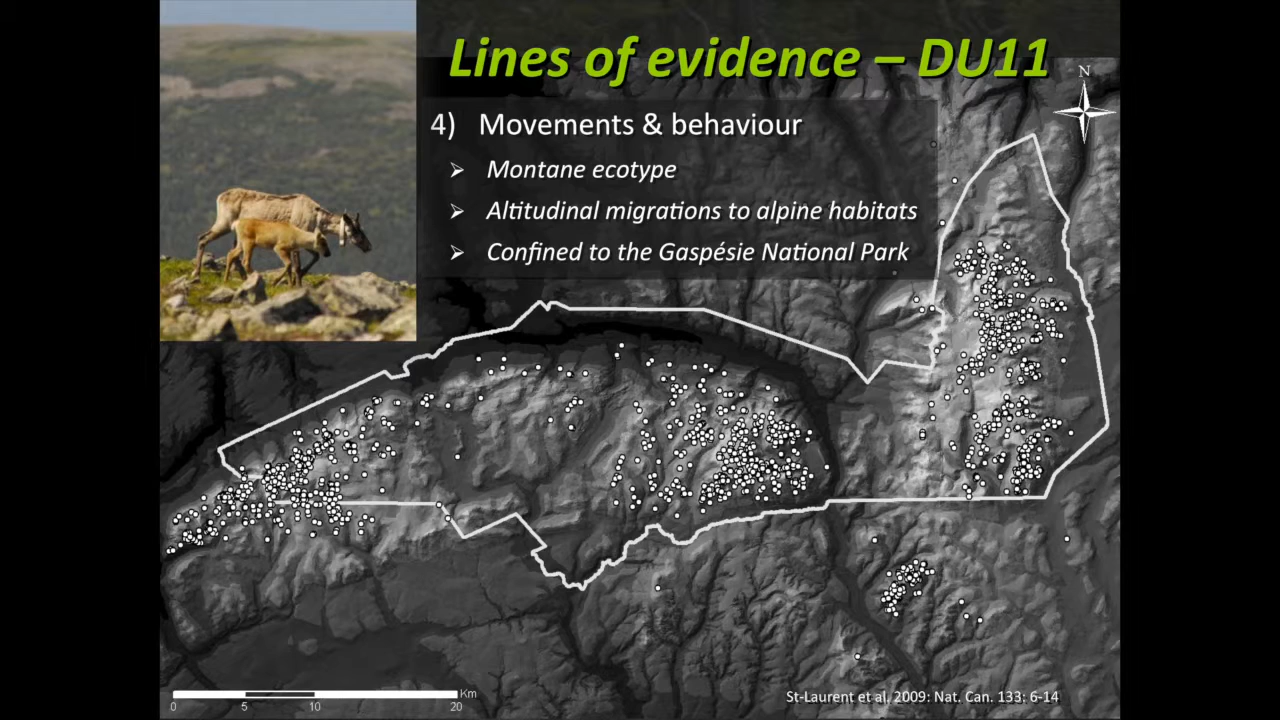 Lines of evidence – DU11
N
4) Movements & behaviour
➢ Montane ecotype
➢ Altitudinal migrations to alpine habitats
➢ Confined to the Gaspésie National Park
Km
0 5 10 20
St-Laurent et al. 2009: Nat. Can. 133: 6-14